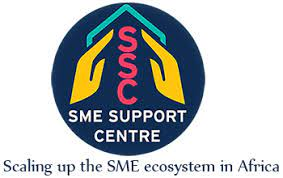 SSC
SME SUPPORT
CENTRE
Scaling up the SME ecosystem in Africa